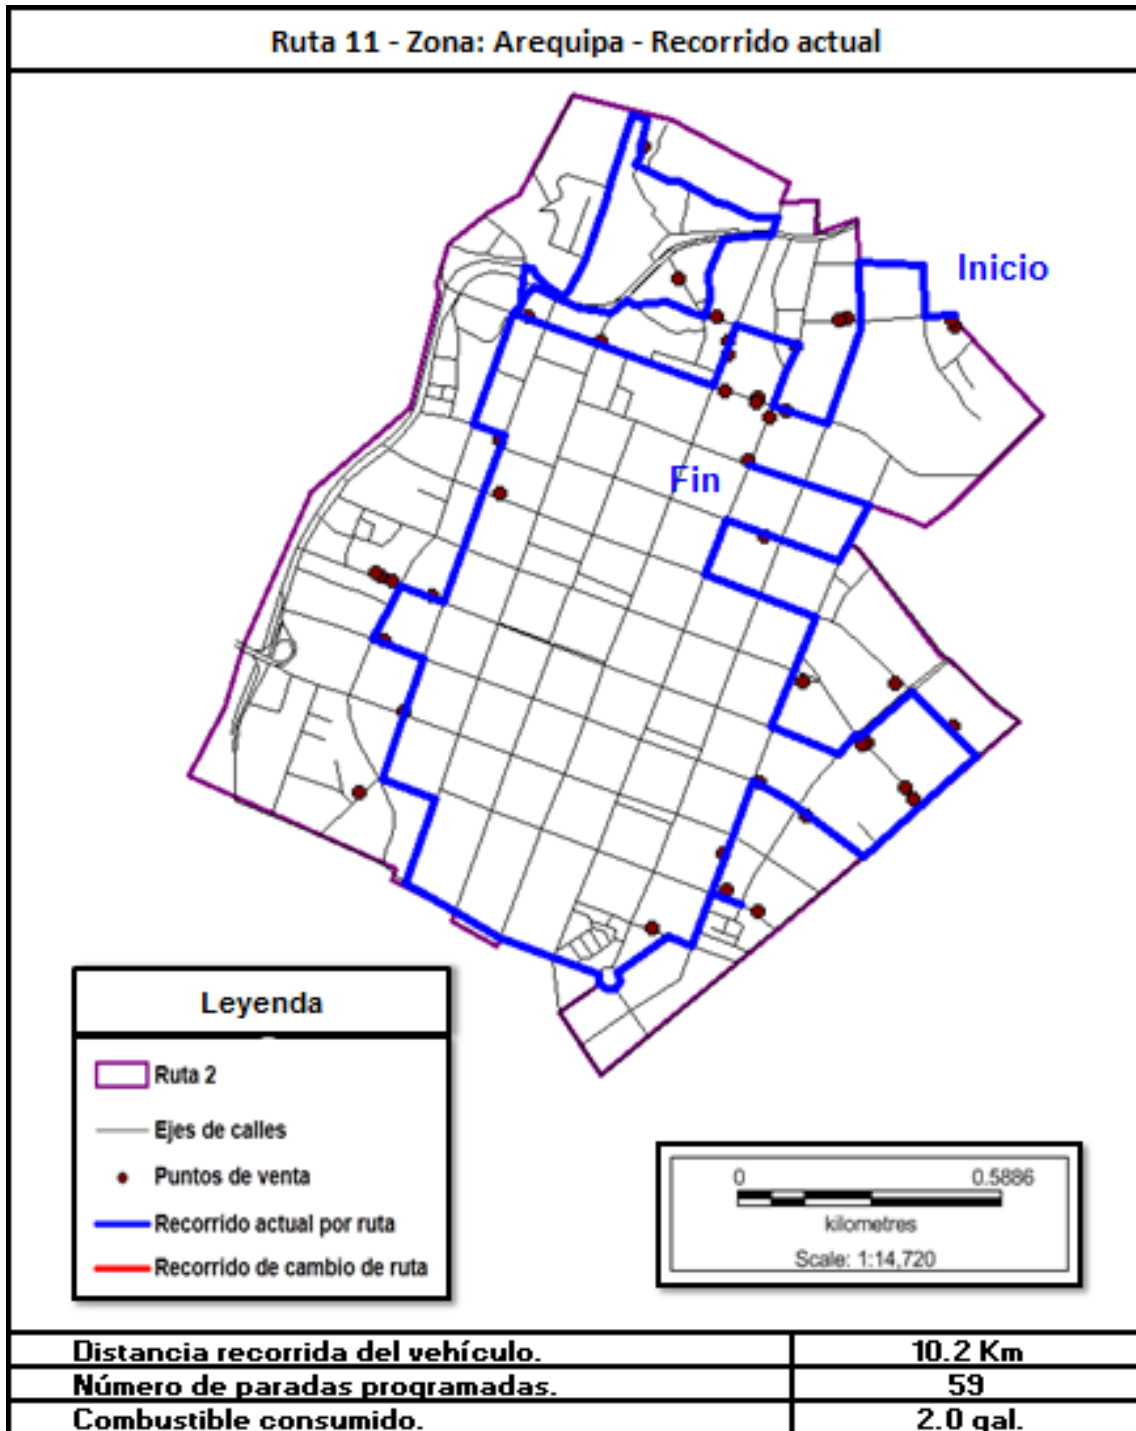 Ruta 11 - Zona: Arequipa - Recorrido actual
Inicio
Fin
Leyenda
Ruta 2
Ejes de calles
Puntos de venta
Recorrido actual por ruta
Recorrido de cambio de ruta
0 0.5886
kilometres
Scale: 1:14,720
Distancia recorrida del vehículo. 10.2 Km
Número de paradas programadas. 59
Combustible consumido. 2.0 gal.